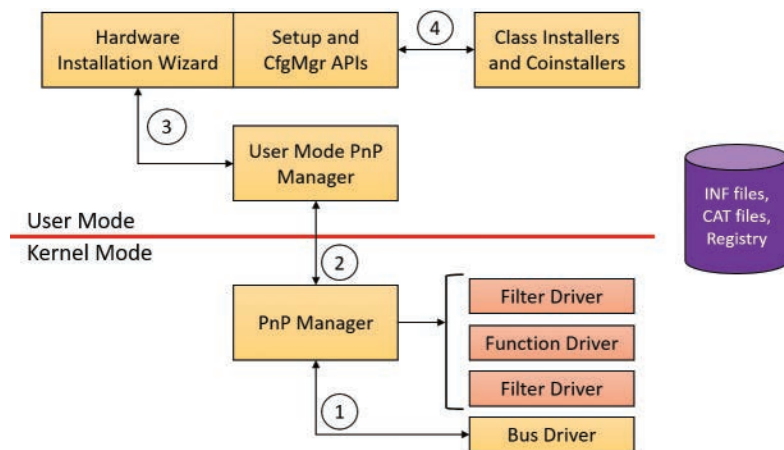 Hardware
Installation Wizard
Setup and
CfgMgr APIs
4
Class Installers
and Coinstallers
3
User Mode PnP
Manager
INF files,
CAT files,
Registry
User Mode
Kernel Mode
2
PnP Manager
Filter Driver
Function Driver
Filter Driver
1
Bus Driver